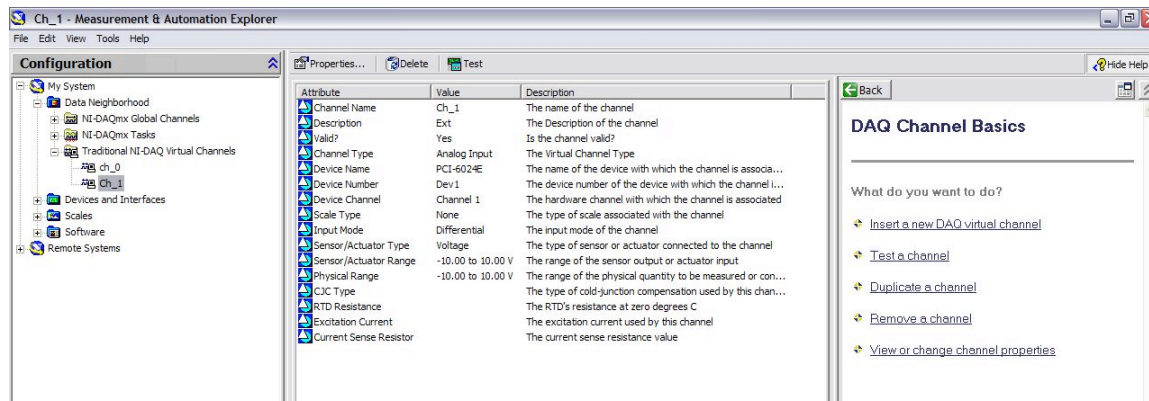 Ch_1 - Measurement & Automation Explorer
File Edit View Tools Help
Configuration
My System
Data Neighborhood
NI-DAQmx Global Channels
NI-DAQmx Tasks
Traditional NI-DAQ Virtual Channels
ch_0
Ch_1
Devices and Interfaces
Scales
Software
Remote Systems
Properties... Delete Test
Hide Help
Attribute Value Description
Channel Name Ch_1 The name of the channel
Description Ext The Description of the channel
Valid? Yes Is the channel valid?
Channel Type Analog Input The Virtual Channel Type
Device Name PCI-6024E The name of the device with which the channel is associa...
Device Number Dev1 The device number of the device with which the channel i...
Device Channel Channel 1 The hardware channel with which the channel is associated
Scale Type None The type of scale associated with the channel
Input Mode Differential The input mode of the channel
Sensor/Actuator Type Voltage The type of sensor or actuator connected to the channel
Sensor/Actuator Range -10.00 to 10.00 V The range of the sensor output or actuator input
Physical Range -10.00 to 10.00 V The range of the physical quantity to be measured or con...
CJC Type The type of cold-junction compensation used by this chan...
RTD Resistance The RTD's resistance at zero degrees C
Excitation Current The excitation current used by this channel
Current Sense Resistor The current sense resistance value
Back
DAQ Channel Basics
What do you want to do?
Insert a new DAQ virtual channel
Test a channel
Duplicate a channel
Remove a channel
View or change channel properties